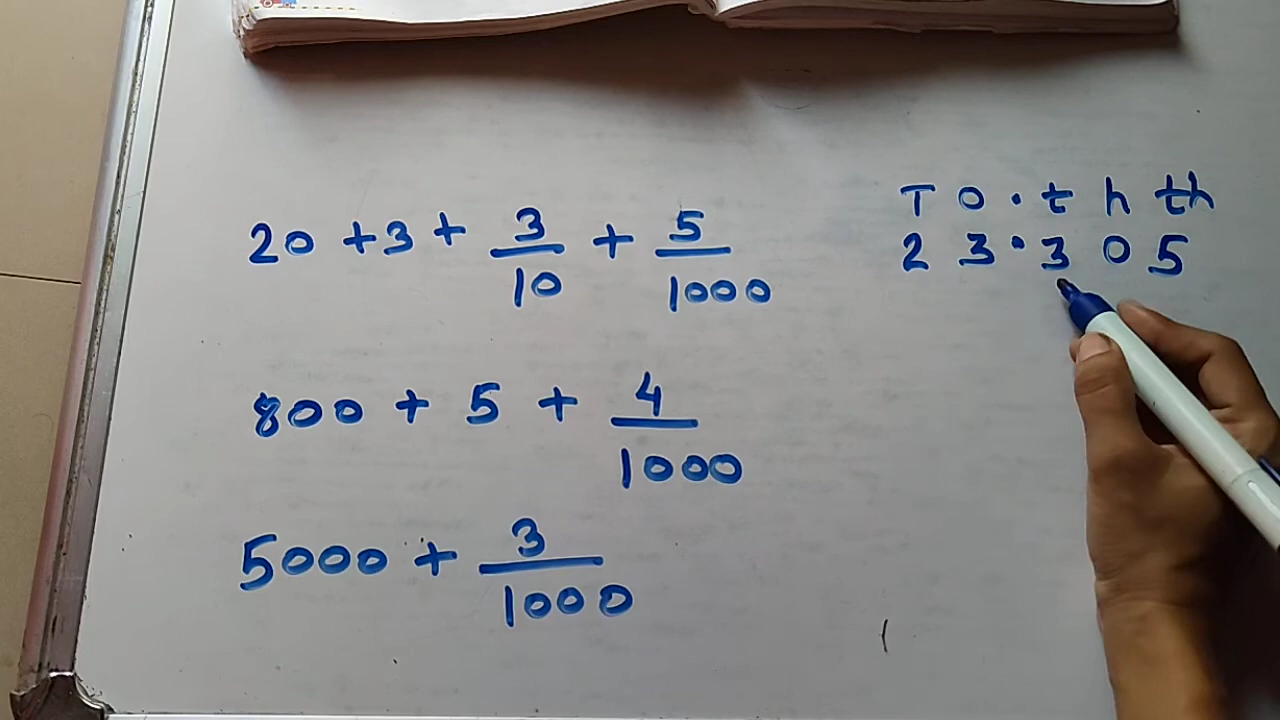 T O . t h th
2 3 . 3 0 5
20 + 3 + 3/10 + 5/1000
800 + 5 + 4/1000
5000 + 3/1000